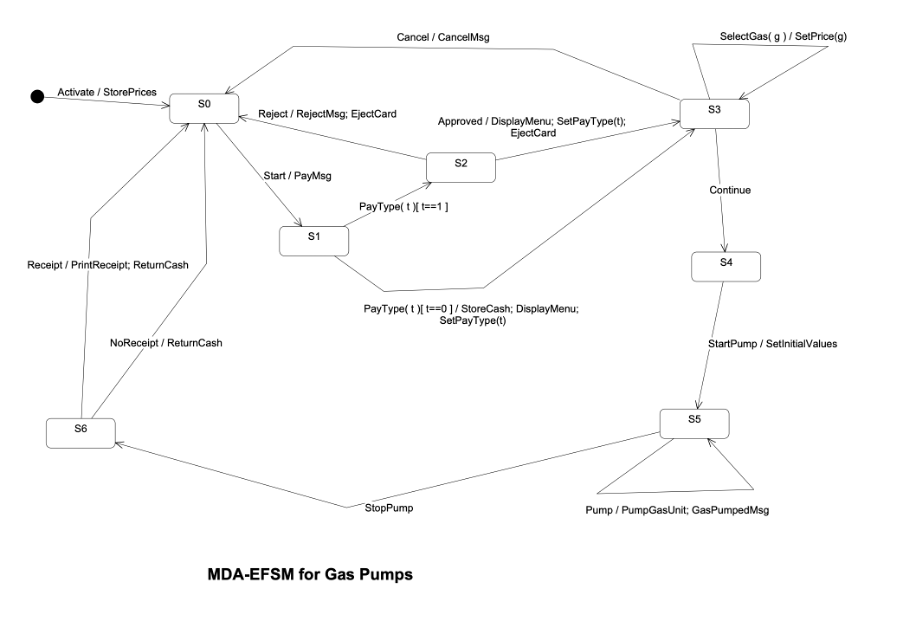 Cancel / CancelMsg
SelectGas( g ) / SetPrice(g)
Activate / StorePrices
S0
S3
Reject / RejectMsg; EjectCard
Approved / DisplayMenu; SetPayType(t);
EjectCard
S2
Start / PayMsg
Continue
PayType( t )[ t==1 ]
S1
S4
Receipt / PrintReceipt; ReturnCash
PayType( t )[ t==0 ] / StoreCash; DisplayMenu;
SetPayType(t)
NoReceipt / ReturnCash
StartPump / SetInitialValues
S6
S5
StopPump
Pump / PumpGasUnit; GasPumpedMsg
MDA-EFSM for Gas Pumps